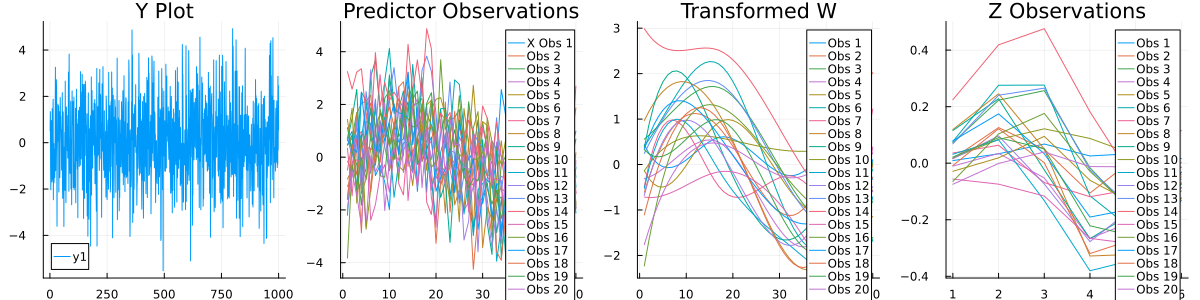 Y Plot
4
2
0
−2
−4
0 250 500 750 1000
y1
Predictor Observations
4
2
0
−2
−4
0 10 20 30 0
X Obs 1
Obs 2
Obs 3
Obs 4
Obs 5
Obs 6
Obs 7
Obs 8
Obs 9
Obs 10
Obs 11
Obs 12
Obs 13
Obs 14
Obs 15
Obs 16
Obs 17
Obs 18
Obs 19
Obs 20
Transformed W
3
2
1
0
−1
−2
0 10 20 30 0
Obs 1
Obs 2
Obs 3
Obs 4
Obs 5
Obs 6
Obs 7
Obs 8
Obs 9
Obs 10
Obs 11
Obs 12
Obs 13
Obs 14
Obs 15
Obs 16
Obs 17
Obs 18
Obs 19
Obs 20
Z Observations
0.4
0.2
0.0
−0.2
−0.4
1 2 3 4
Obs 1
Obs 2
Obs 3
Obs 4
Obs 5
Obs 6
Obs 7
Obs 8
Obs 9
Obs 10
Obs 11
Obs 12
Obs 13
Obs 14
Obs 15
Obs 16
Obs 17
Obs 18
Obs 19
Obs 20